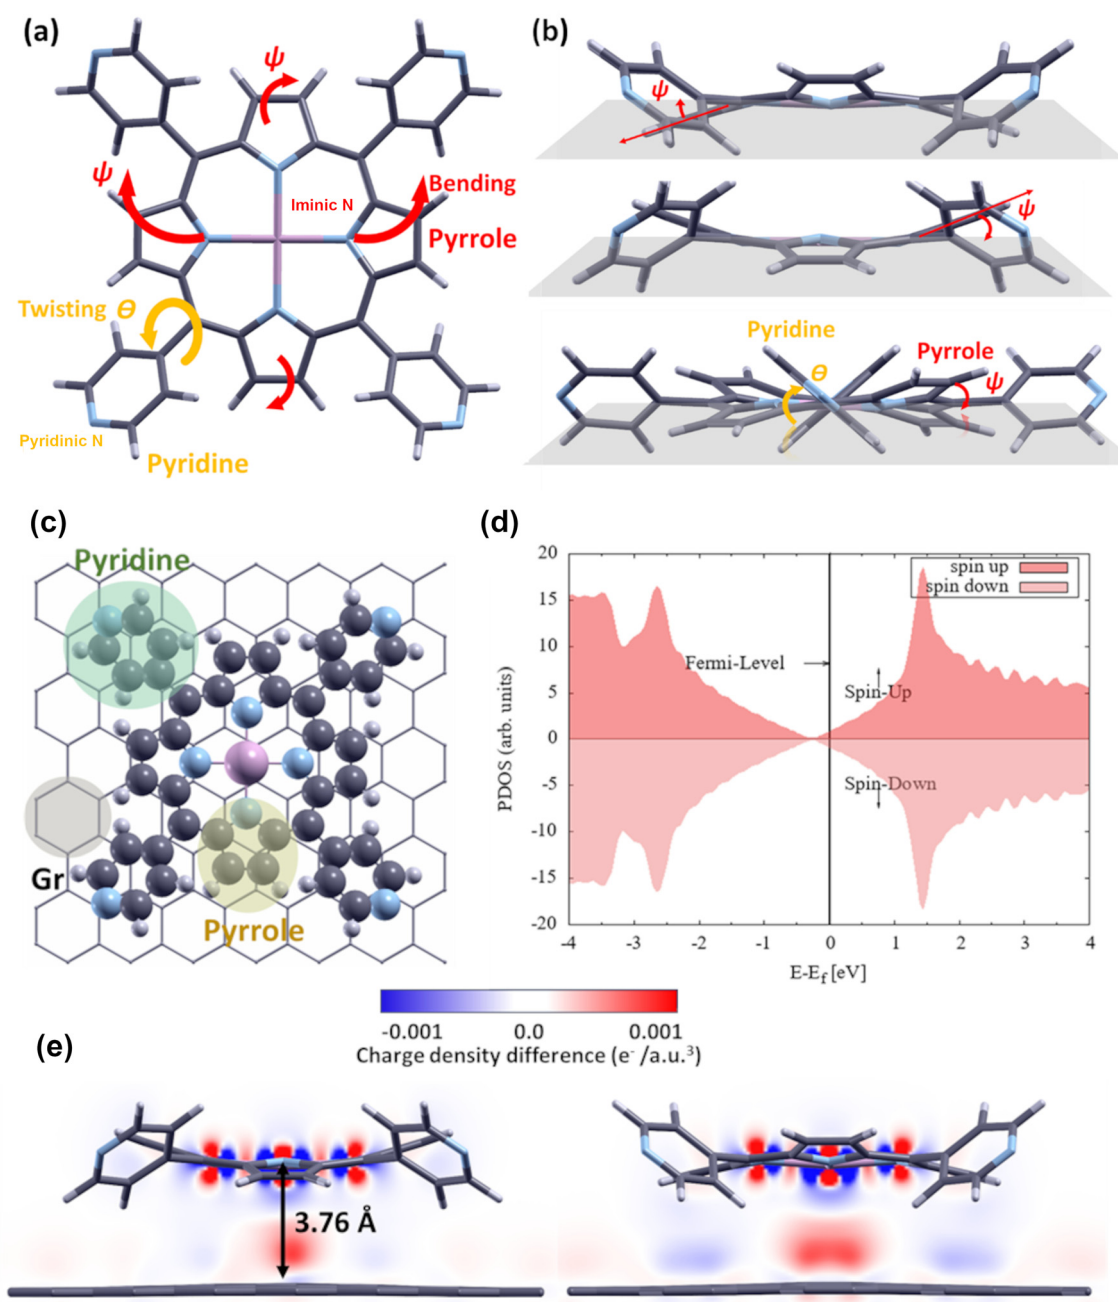 (a)
ψ
ψ
Bending
Iminic N
Pyrrole
Twisting θ
Pyridinic N
Pyridine
(b)
ψ
ψ
Pyridine
Pyrrole
θ
ψ
(c)
Pyridine
Gr
Pyrrole
(d)
20
15
10
5
0
-5
-10
-15
-20
PDOS (arb. units)
spin up
spin down
Fermi-Level
Spin-Up
Spin-Down
-4 -3 -2 -1 0 1 2 3 4
E-Ef [eV]
-0.001 0.0 0.001
Charge density difference (e⁻/a.u.³)
(e)
3.76 Å